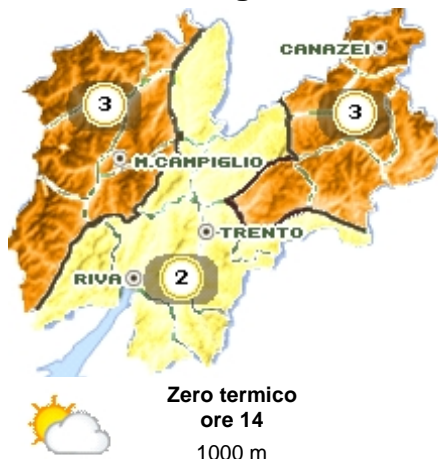 CANAZEI
3
3
M.CAMPIGLIO
TRENTO
RIVA
2
Zero termico
ore 14
1000 m